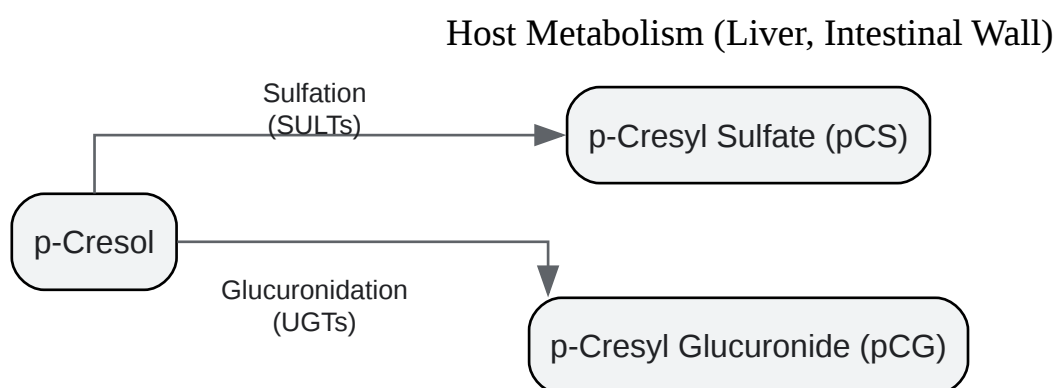 Host Metabolism (Liver, Intestinal Wall)
Sulfation
(SULTs)
p-Cresyl Sulfate (pCS)
p-Cresol
Glucuronidation
(UGTs)
p-Cresyl Glucuronide (pCG)